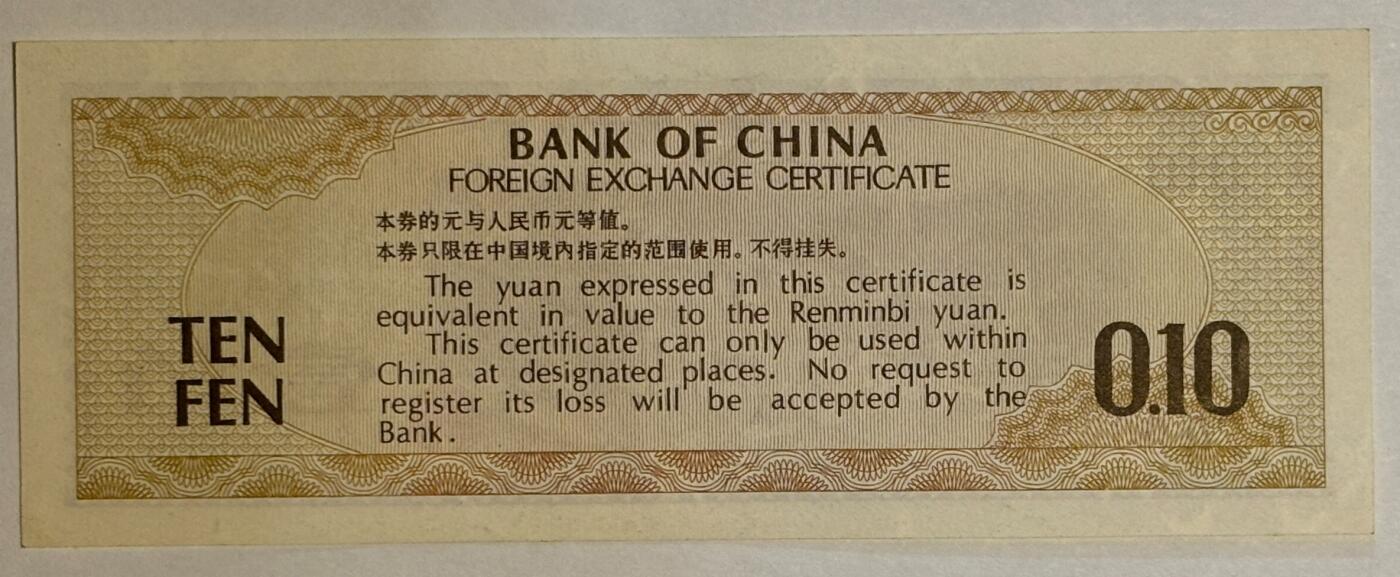 BANK OF CHINA
FOREIGN EXCHANGE CERTIFICATE
本券的元与人民币元等值。
本券只限在中国境内指定的范围使用。不得挂失。
The yuan expressed in this certificate is
equivalent in value to the Renminbi yuan.
This certificate can only be used within
China at designated places. No request to
register its loss will be accepted by the
Bank.
TEN
FEN
0.10